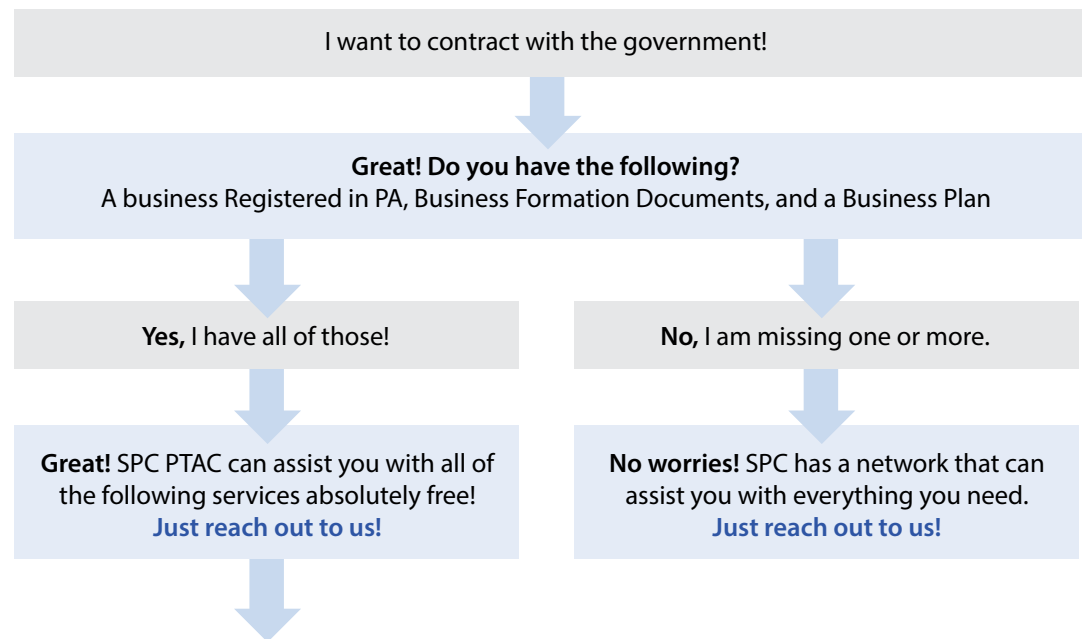 I want to contract with the government!
Great! Do you have the following?
A business Registered in PA, Business Formation Documents, and a Business Plan
Yes, I have all of those!
No, I am missing one or more.
Great! SPC PTAC can assist you with all of
the following services absolutely free!
Just reach out to us!
No worries! SPC has a network that can
assist you with everything you need.
Just reach out to us!